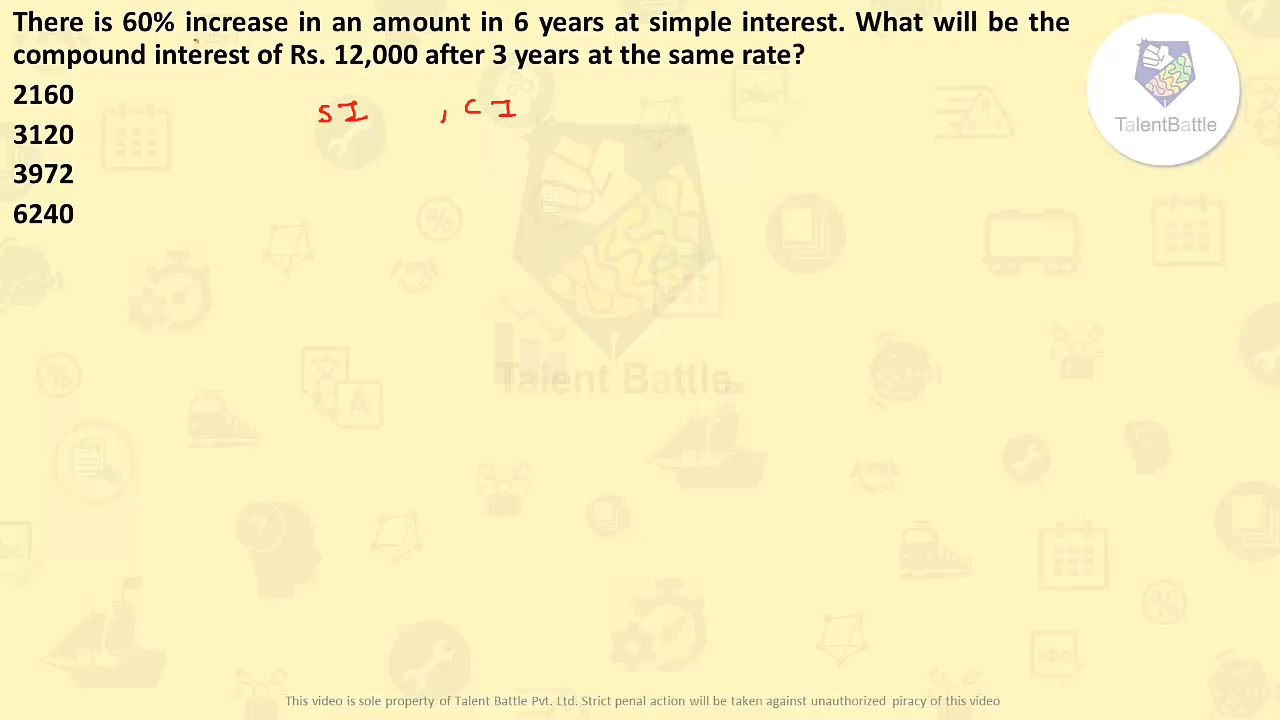 There is 60% increase in an amount in 6 years at simple interest. What will be the
compound interest of Rs. 12,000 after 3 years at the same rate?
2160
3120
3972
6240
SI , CI
TalentBattle
Talent Battle
This video is sole property of Talent Battle Pvt. Ltd. Strict penal action will be taken against unauthorized piracy of this video